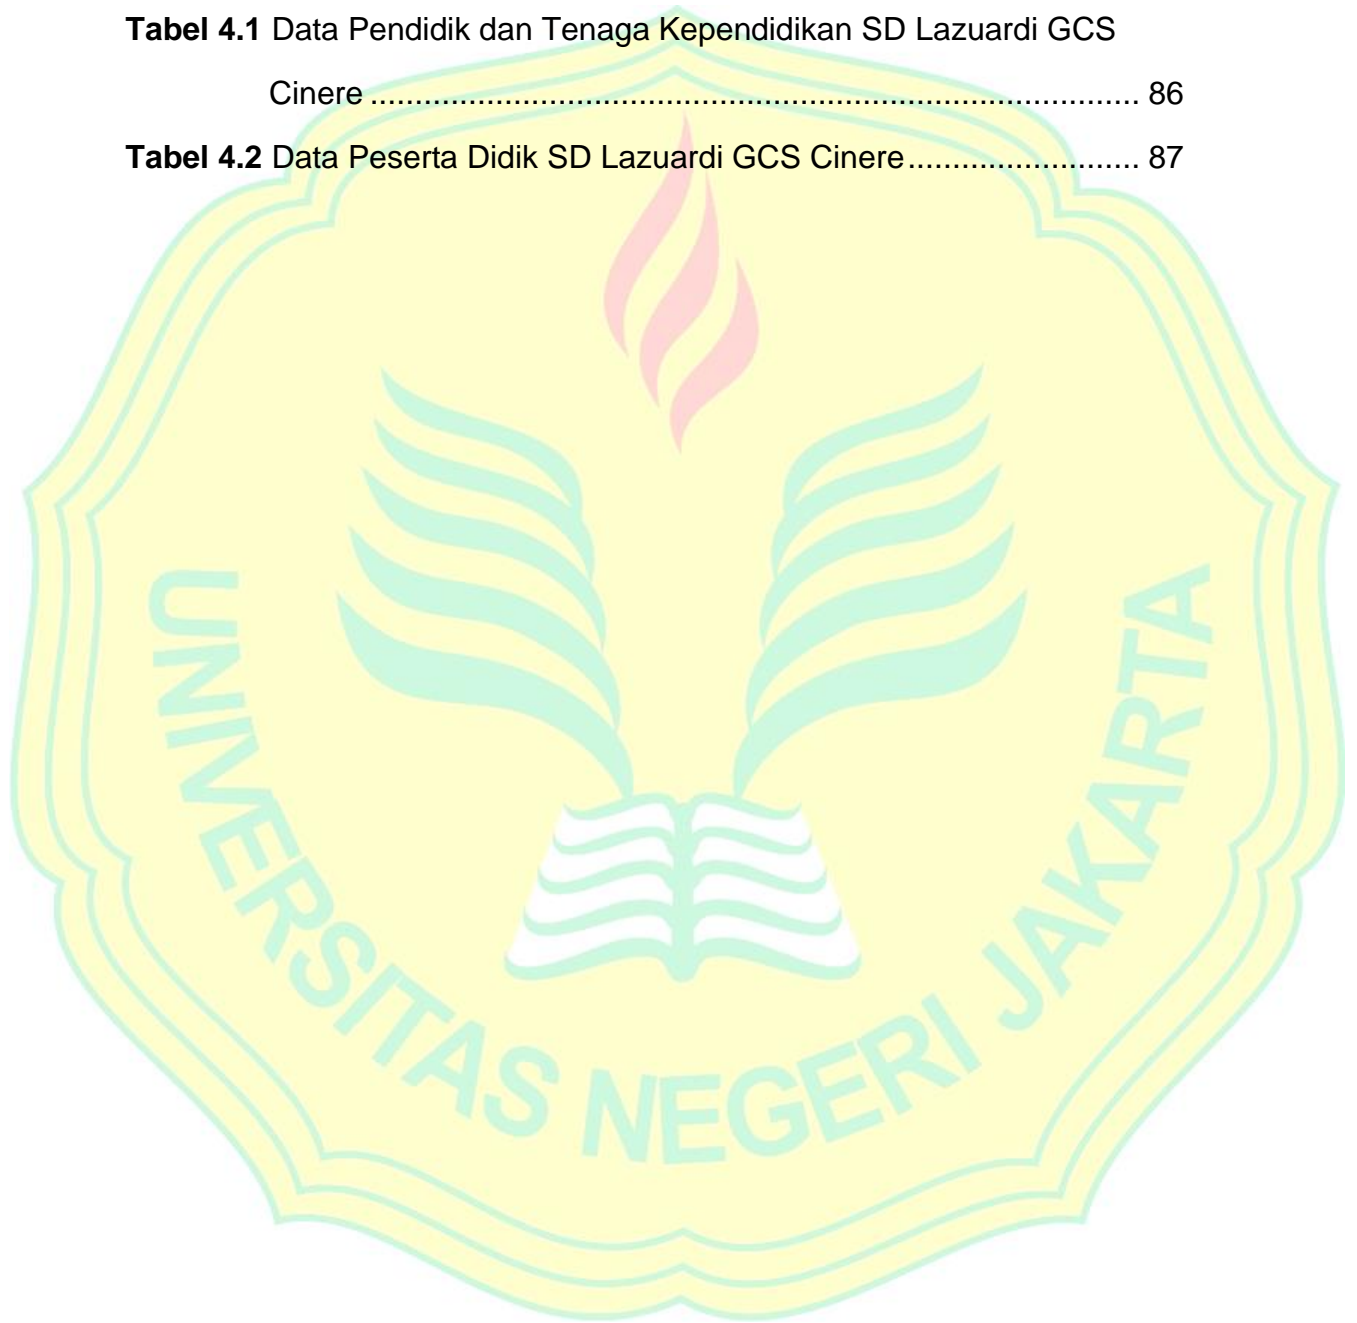 Tabel 4.1 Data Pendidik dan Tenaga Kependidikan SD Lazuardi GCS
Cinere ...................................................................................... 86
Tabel 4.2 Data Peserta Didik SD Lazuardi GCS Cinere.......................... 87
UNIVERSITAS NEGERI JAKARTA